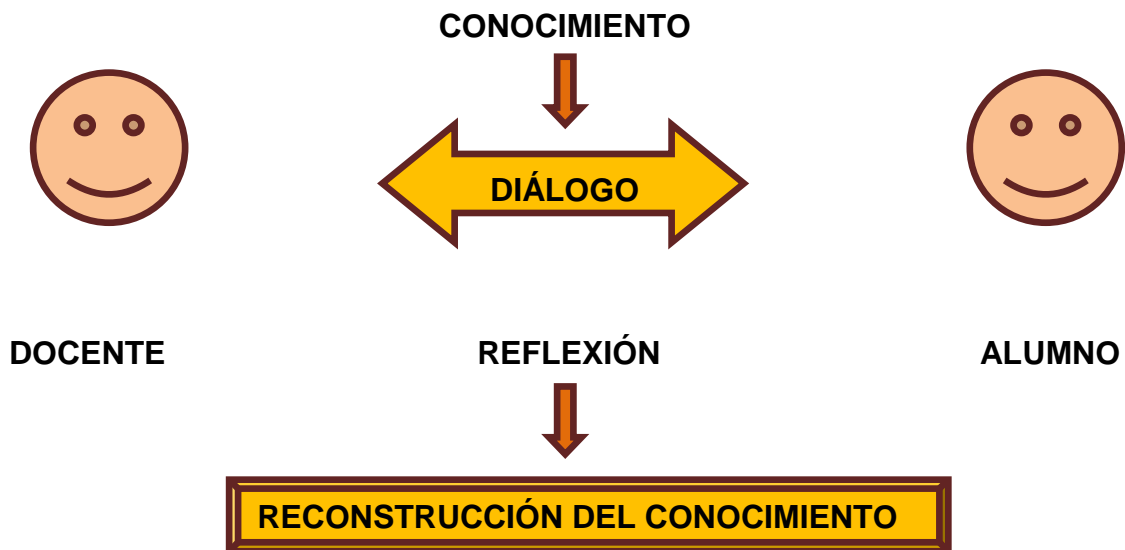 CONOCIMIENTO
DIÁLOGO
DOCENTE REFLEXIÓN ALUMNO
RECONSTRUCCIÓN DEL CONOCIMIENTO